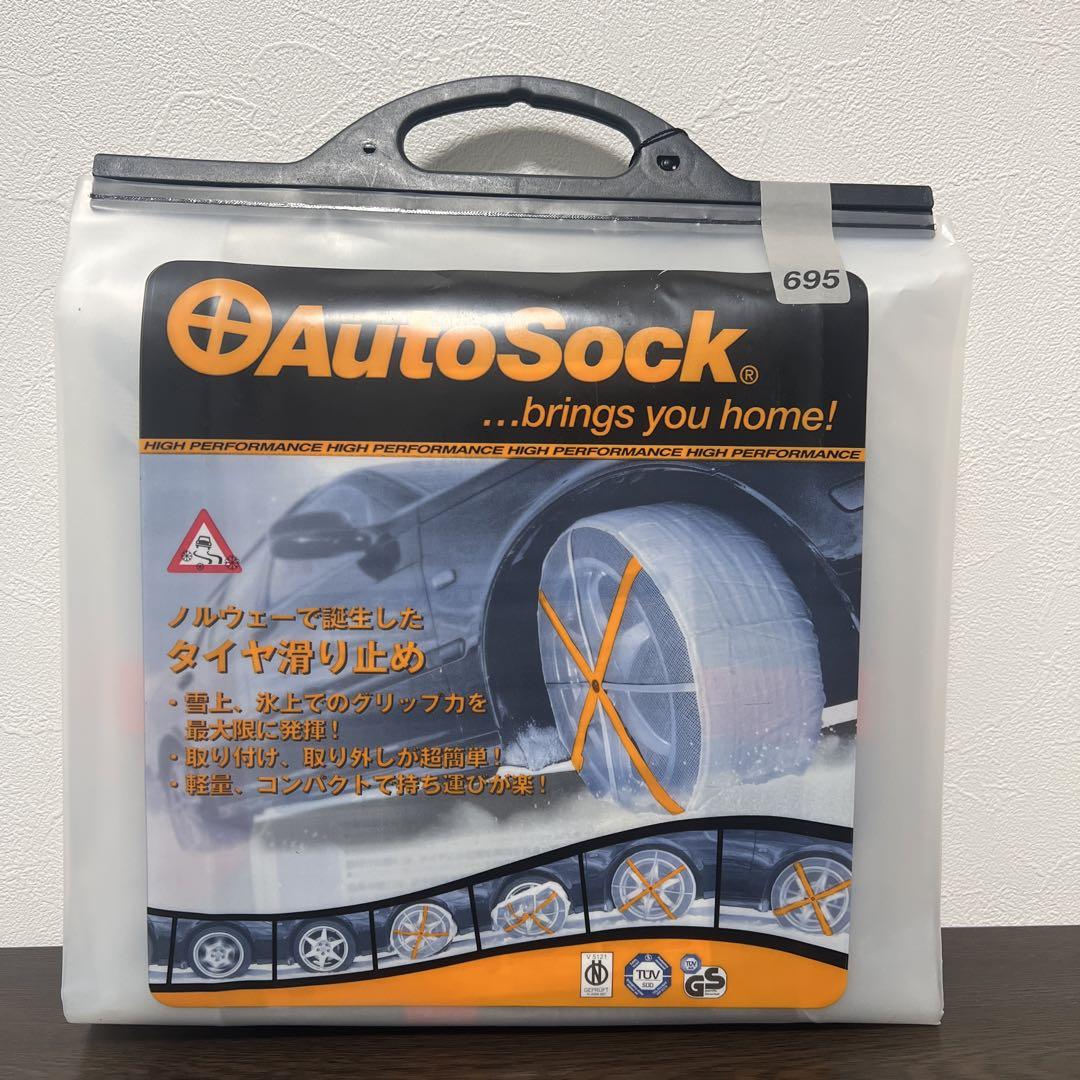 695
AutoSock®
...brings you home!
HIGH PERFORMANCE HIGH PERFORMANCE HIGH PERFORMANCE HIGH PERFORMANCE
ノルウェーで誕生した
タイヤ滑り止め
・雪上、氷上でのグリップ力を
最大限に発揮！
・取り付け、取り外しが超簡単！
・軽量、コンパクトで持ち運びが楽！
V 5121
N
GEPRÜFT
TÜV
SÜD
TÜV
GS